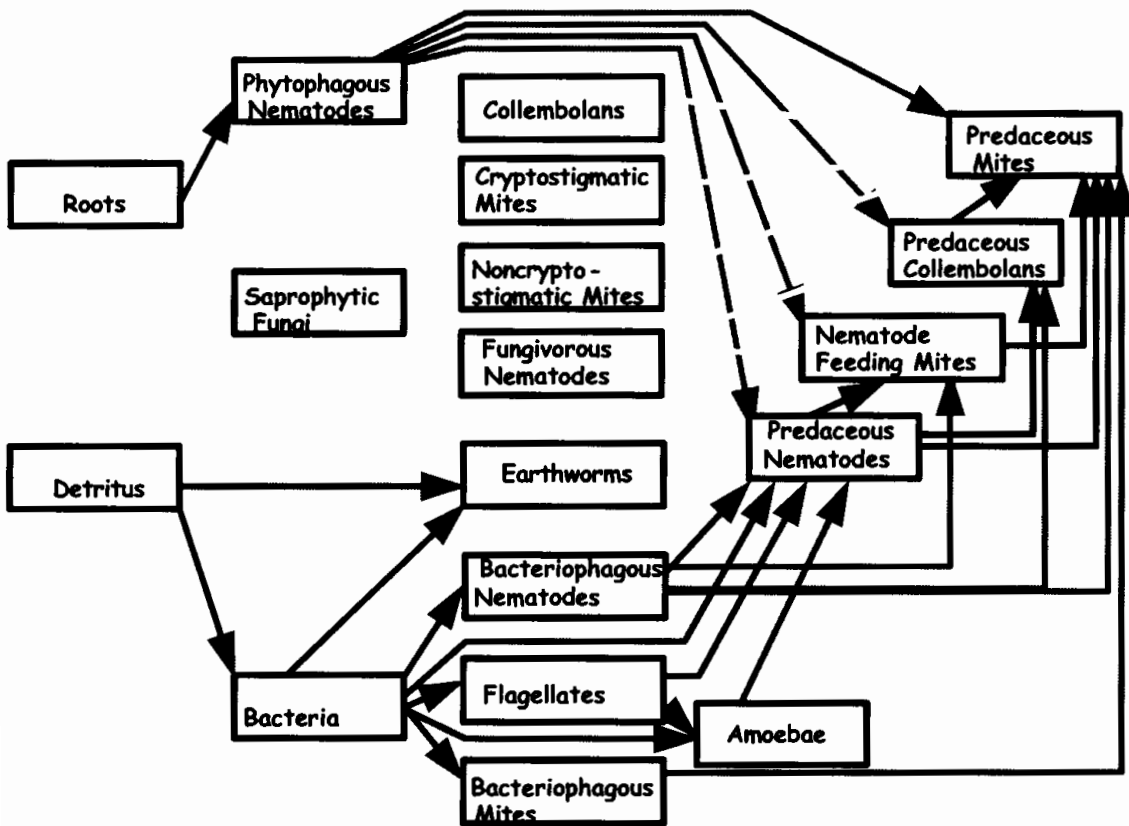 Phytophagous
Nematodes
Collembolans
Predaceous
Mites
Roots
Cryptostigmatic
Mites
Predaceous
Collembolans
Saprophytic
Fungi
Noncrypto -
stigmatic Mites
Nematode
Feeding Mites
Fungivorous
Nematodes
Predaceous
Nematodes
Detritus
Earthworms
Bacteriophagous
Nematodes
Bacteria
Flagellates
Amoebae
Bacteriophagous
Mites